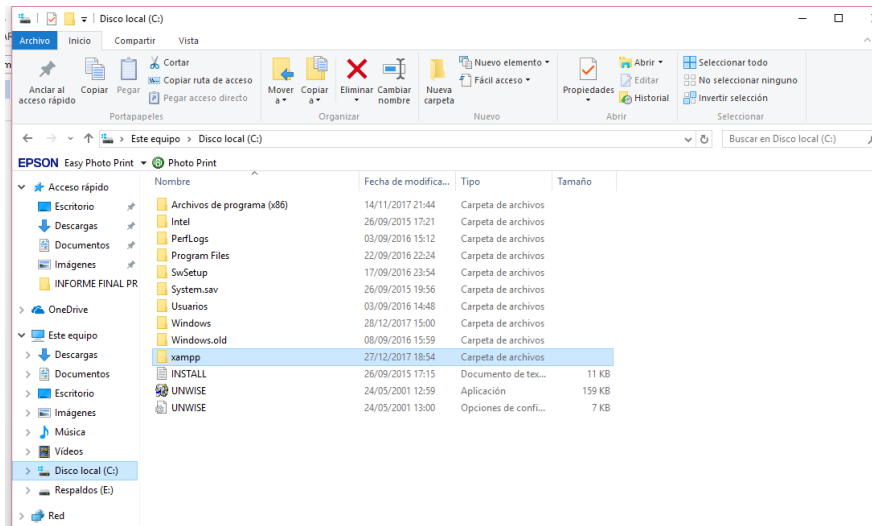 Disco local (C:)
Archivo Inicio Compartir Vista
Anclar al acceso rápido
Copiar
Pegar
Cortar
Copiar ruta de acceso
Pegar acceso directo
Portapapeles
Mover a
Copiar a
Eliminar
Cambiar nombre
Organizar
Nueva carpeta
Nuevo elemento
Fácil acceso
Nuevo
Propiedades
Abrir
Editar
Historial
Abrir
Seleccionar todo
No seleccionar ninguno
Invertir selección
Seleccionar
Este equipo > Disco local (C:)
Buscar en Disco local (C:)
EPSON Easy Photo Print Photo Print
Acceso rápido
Escritorio
Descargas
Documentos
Imágenes
INFORME FINAL PR
OneDrive
Este equipo
Descargas
Documentos
Escritorio
Imágenes
Música
Vídeos
Disco local (C:)
Respaldos (E:)
Red
Nombre Fecha de modifica... Tipo Tamaño
Archivos de programa (x86) 14/11/2017 21:44 Carpeta de archivos
Intel 26/09/2015 17:21 Carpeta de archivos
PerfLogs 03/09/2016 15:12 Carpeta de archivos
Program Files 22/09/2016 22:24 Carpeta de archivos
SwSetup 17/09/2016 23:54 Carpeta de archivos
System.sav 26/09/2015 19:56 Carpeta de archivos
Usuarios 03/09/2016 14:48 Carpeta de archivos
Windows 28/12/2017 15:00 Carpeta de archivos
Windows.old 08/09/2016 15:59 Carpeta de archivos
xampp 27/12/2017 18:54 Carpeta de archivos
INSTALL 26/09/2015 17:15 Documento de tex... 11 KB
UNWISE 24/05/2001 12:59 Aplicación 159 KB
UNWISE 24/05/2001 13:00 Opciones de confi... 7 KB